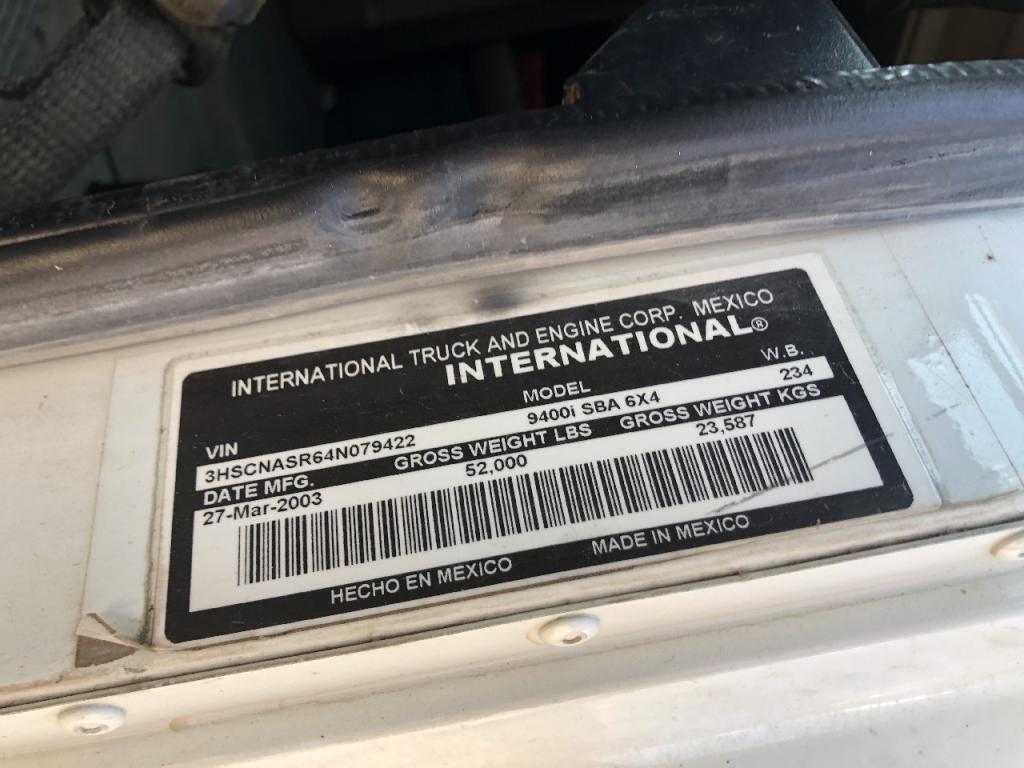 INTERNATIONAL TRUCK AND ENGINE CORP. MEXICO
INTERNATIONAL®
VIN MODEL W.B.
3HSCNASR64N079422 9400i SBA 6X4 234
DATE MFG. GROSS WEIGHT LBS GROSS WEIGHT KGS
27-Mar-2003 52,000 23,587
HECHO EN MEXICO MADE IN MEXICO